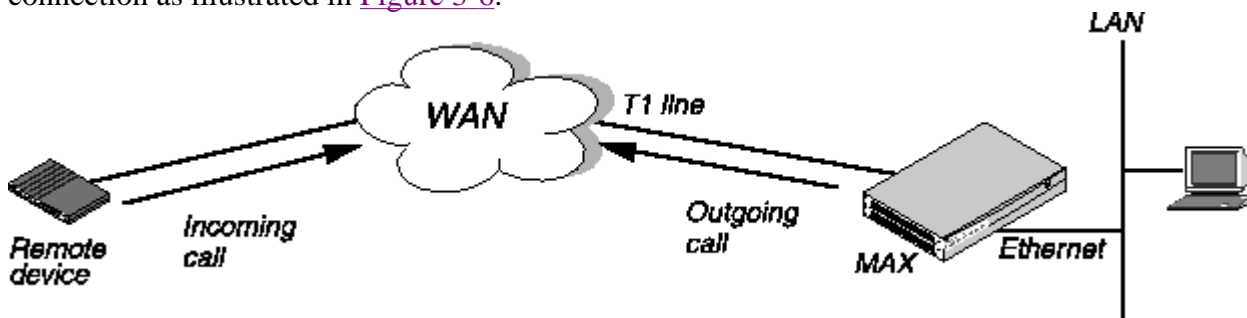 connection as illustrated in Figure 3-6.
LAN
WAN
T1 line
Incoming
call
Outgoing
call
Remote
device
MAX
Ethernet